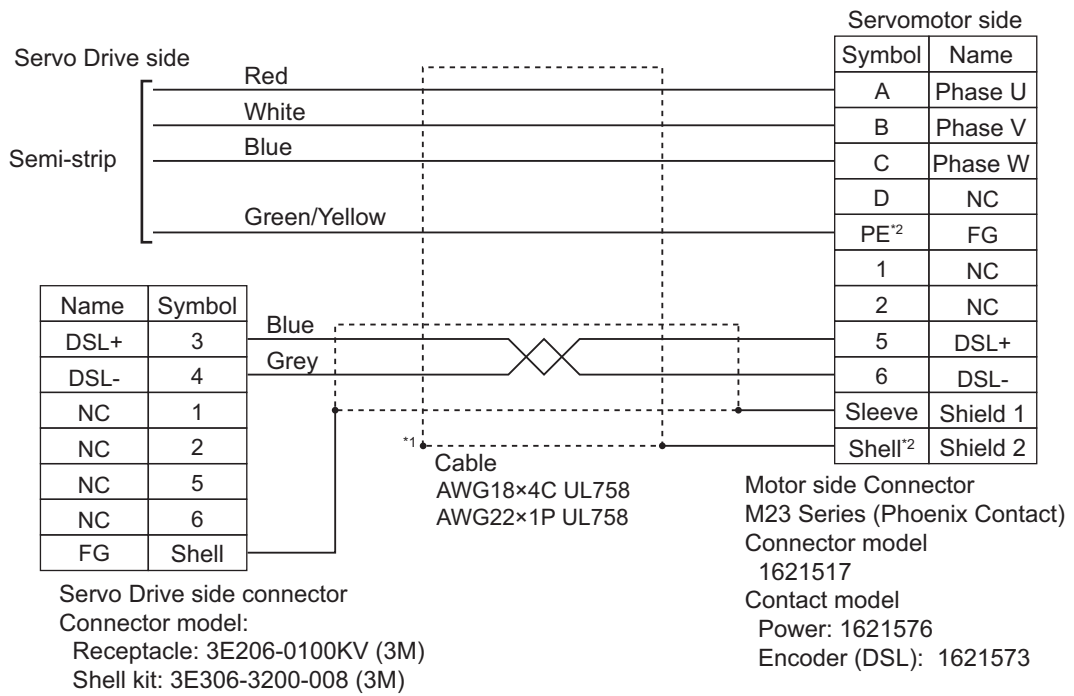 Servomotor side
Servo Drive side
Symbol Name
Red
A Phase U
White
B Phase V
Semi-strip
Blue
C Phase W
D NC
Green/Yellow
PE*2 FG
1 NC
2 NC
Name Symbol
DSL+ 3
Blue
5 DSL+
DSL- 4
Grey
6 DSL-
NC 1
Sleeve Shield 1
NC 2
*1
Shell*2 Shield 2
NC 5
NC 6
FG Shell
Cable
AWG18×4C UL758
AWG22×1P UL758
Motor side Connector
M23 Series (Phoenix Contact)
Connector model
1621517
Contact model
Power: 1621576
Encoder (DSL): 1621573
Servo Drive side connector
Connector model:
Receptacle: 3E206-0100KV (3M)
Shell kit: 3E306-3200-008 (3M)